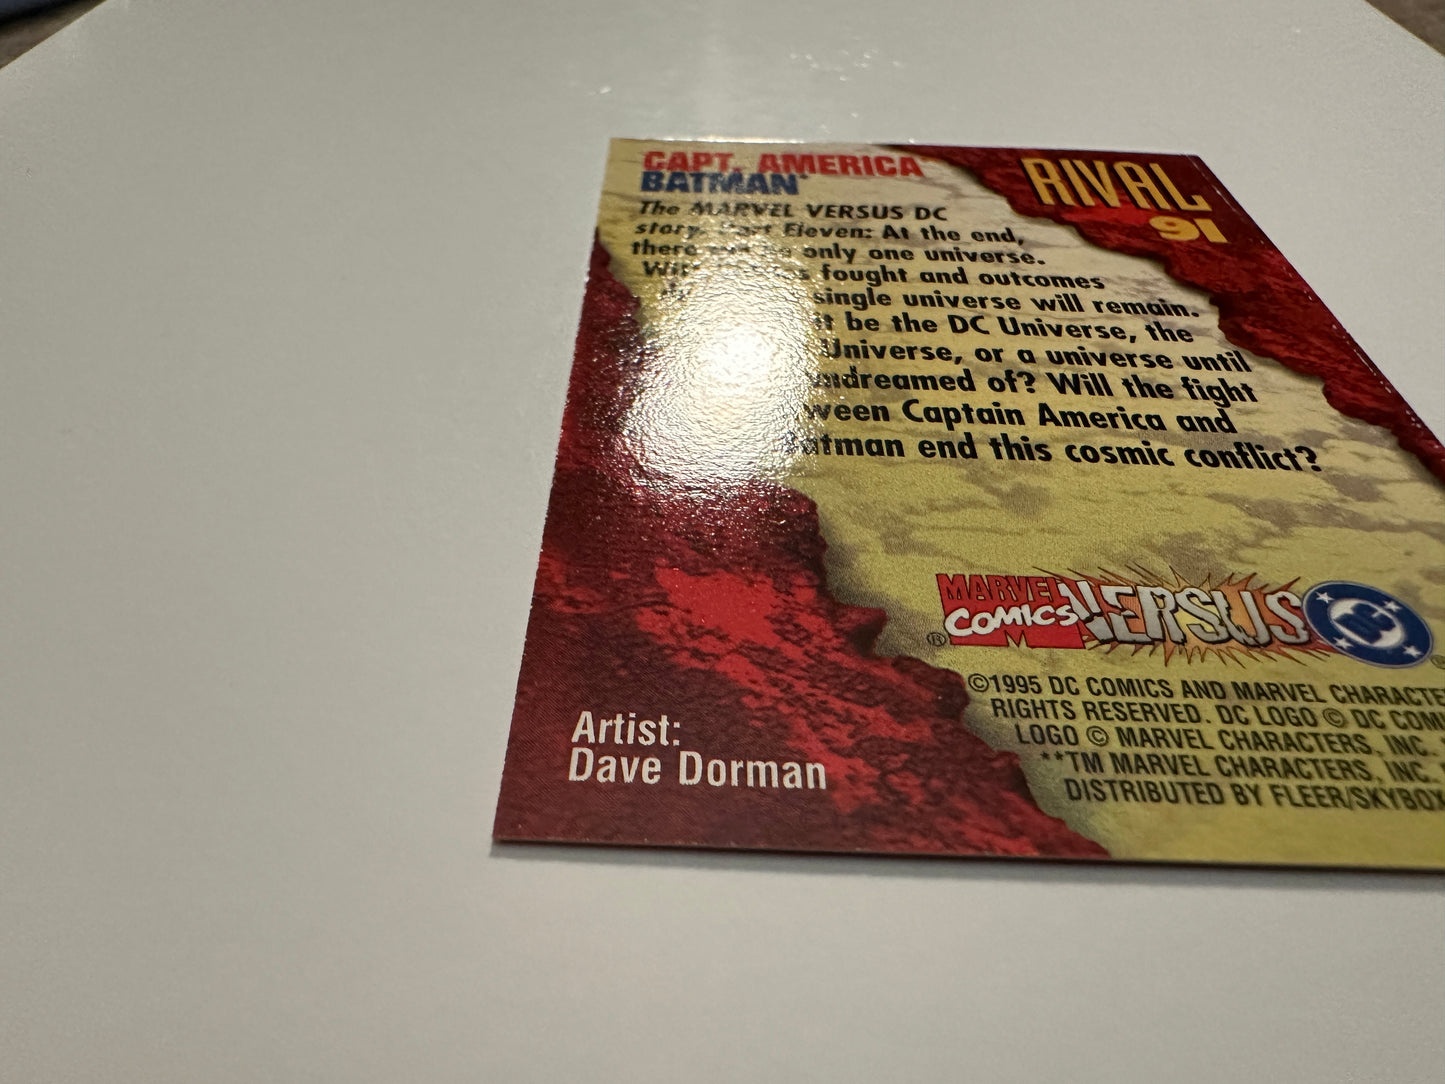 CAPT. AMERICA™
BATMAN*
RIVAL
91
The MARVEL VERSUS DC
story, Part Eleven: At the end,
there only one universe.
fought and outcomes
single universe will remain.
it be the DC Universe, the
Universe, or a universe until
undreamed of? Will the fight
between Captain America and
Batman end this cosmic conflict?
MARVEL
COMICS
VERSUS
DC
®
©1995 DC COMICS AND MARVEL CHARACTE
RIGHTS RESERVED. DC LOGO © DC COM
LOGO © MARVEL CHARACTERS, INC.
**TM MARVEL CHARACTERS, INC.
DISTRIBUTED BY FLEER/SKYBOX
Artist:
Dave Dorman